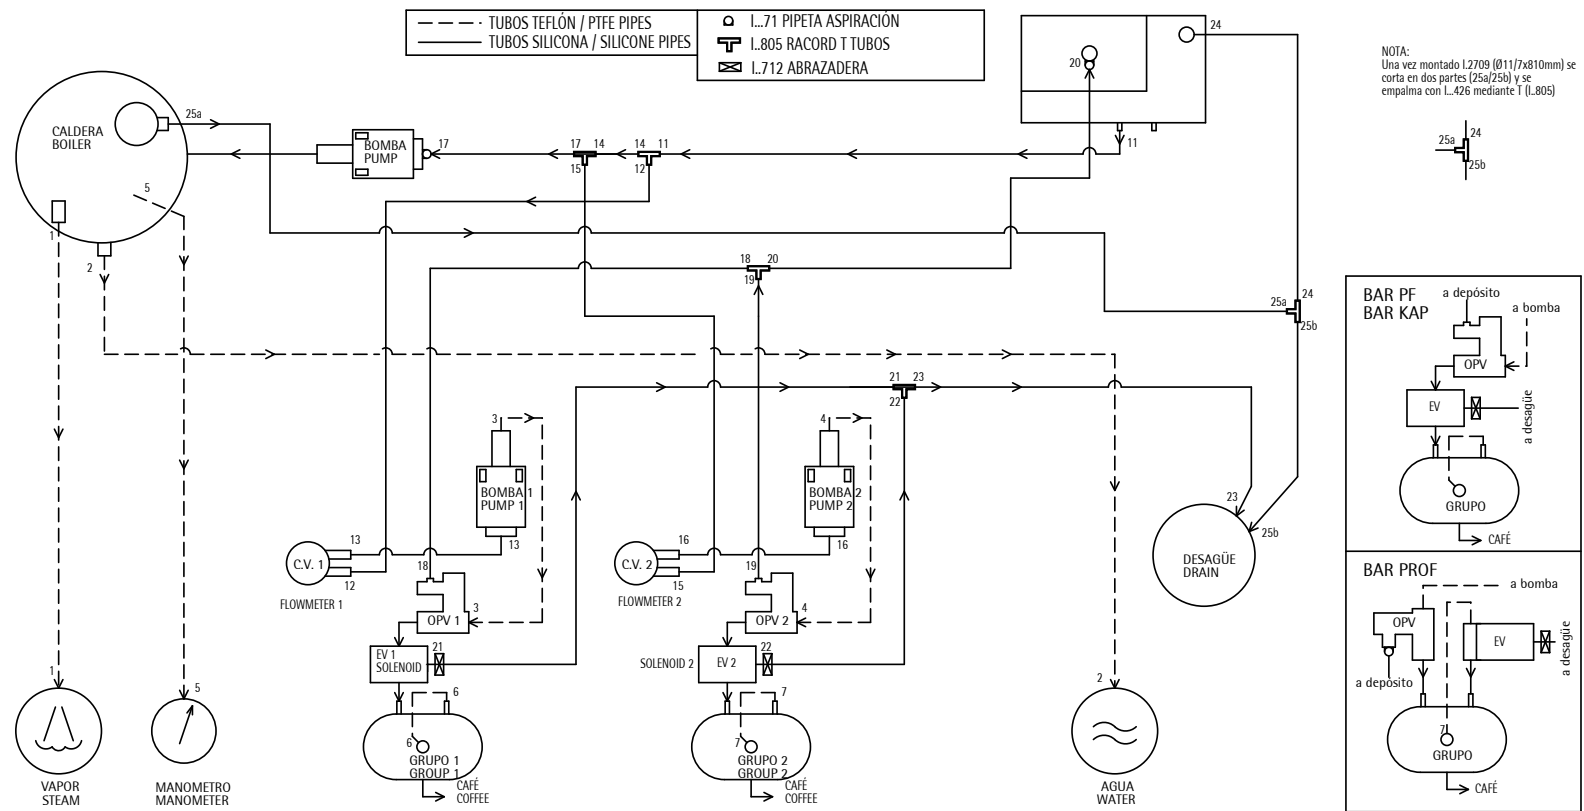 TUBOS TEFLÓN / PTFE PIPES
TUBOS SILICONA / SILICONE PIPES
I...71 PIPETA ASPIRACIÓN
I..805 RACORD T TUBOS
I..712 ABRAZADERA
24
20
11
NOTA:
Una vez montado I.2709 (Ø11/7x810mm) se
corta en dos partes (25a/25b) y se
empalma con I...426 mediante T (I..805)
24
25a
25b
CALDERA
BOILER
25a
5
1
2
BOMBA
PUMP
17
17 14
15
14 11
12
18 20
19
25a
24
25b
21 23
22
3
BOMBA 1
PUMP 1
13
4
BOMBA 2
PUMP 2
16
13
C.V. 1
12
FLOWMETER 1
16
C.V. 2
15
FLOWMETER 2
18
3
OPV 1
19
4
OPV 2
EV 1
SOLENOID
21
SOLENOID 2
EV 2
22
6
6
GRUPO 1
GROUP 1
CAFÉ
COFFEE
7
7
GRUPO 2
GROUP 2
CAFÉ
COFFEE
23
25b
DESAGÜE
DRAIN
1
VAPOR
STEAM
5
MANOMETRO
MANOMETER
2
AGUA
WATER
BAR PF
BAR KAP
a depósito
a bomba
OPV
EV
a desagüe
GRUPO
CAFÉ
BAR PROF
a bomba
OPV
EV
a desagüe
a depósito
7
GRUPO
CAFÉ